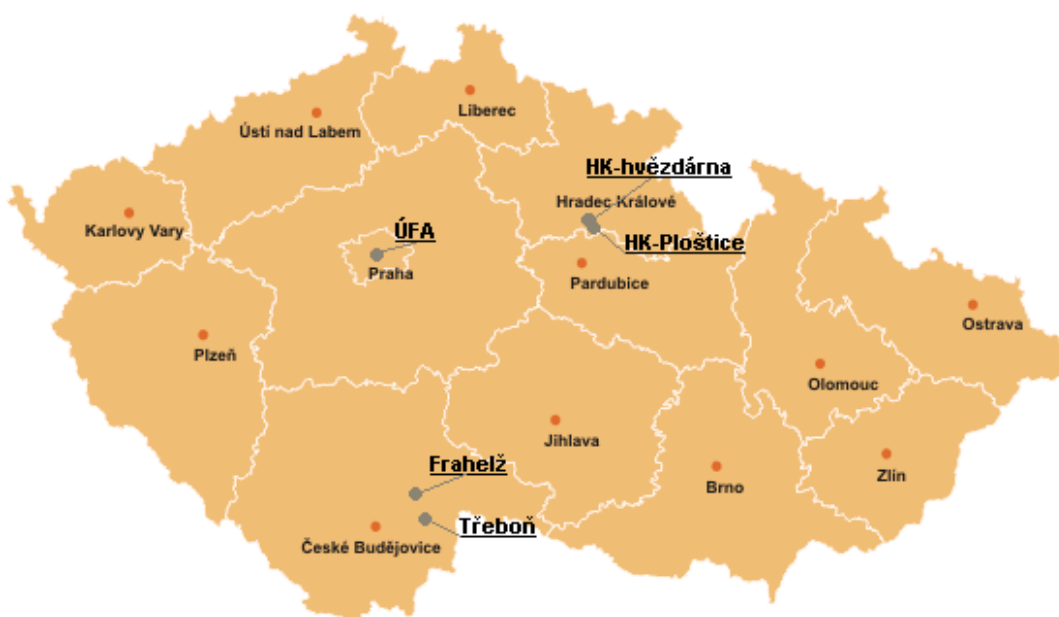 Liberec
Ústí nad Labem
HK-hvězdárna
Hradec Králové
Karlovy Vary
ÚFA
HK-Ploštice
Praha
Pardubice
Ostrava
Plzeň
Olomouc
Jihlava
Frahelž
Zlín
Brno
Třeboň
České Budějovice